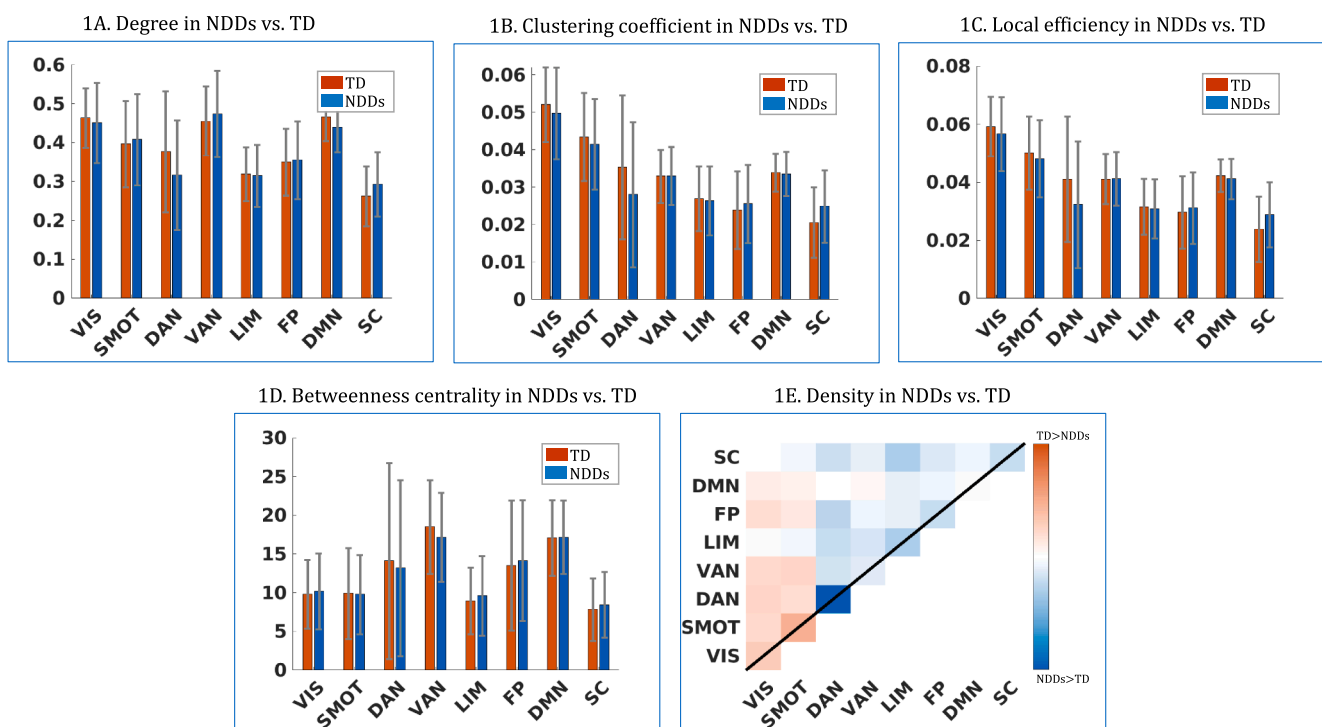 1A. Degree in NDDs vs. TD
0.6
0.5
0.4
0.3
0.2
0.1
0
TD
NDDs
VIS
SMOT
DAN
VAN
LIM
FP
DMN
SC
1B. Clustering coefficient in NDDs vs. TD
0.06
0.05
0.04
0.03
0.02
0.01
0
TD
NDDs
VIS
SMOT
DAN
VAN
LIM
FP
DMN
SC
1C. Local efficiency in NDDs vs. TD
0.08
0.06
0.04
0.02
0
TD
NDDs
VIS
SMOT
DAN
VAN
LIM
FP
DMN
SC
1D. Betweenness centrality in NDDs vs. TD
30
25
20
15
10
5
0
TD
NDDs
VIS
SMOT
DAN
VAN
LIM
FP
DMN
SC
1E. Density in NDDs vs. TD
TD>NDDs
SC
DMN
FP
LIM
VAN
DAN
SMOT
VIS
VIS
SMOT
DAN
VAN
LIM
FP
DMN
SC
NDDs>TD